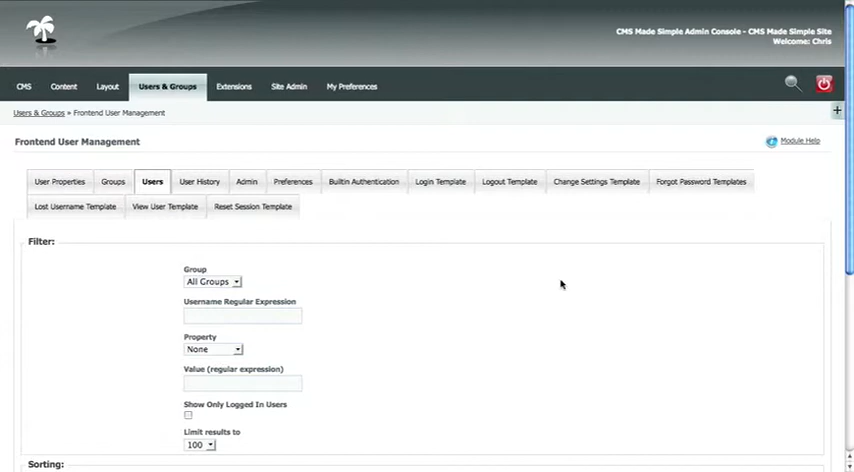 CMS Made Simple Admin Console - CMS Made Simple Site
Welcome: Chris
CMS Content Layout Users & Groups Extensions Site Admin My Preferences
Users & Groups » Frontend User Management
Frontend User Management
Module Help
User Properties Groups Users User History Admin Preferences Builtin Authentication Login Template Logout Template Change Settings Template Forgot Password Templates
Lost Username Template View User Template Reset Session Template
Filter:
Group
All Groups
Username Regular Expression
Property
None
Value (regular expression)
Show Only Logged In Users
Limit results to
100
Sorting: